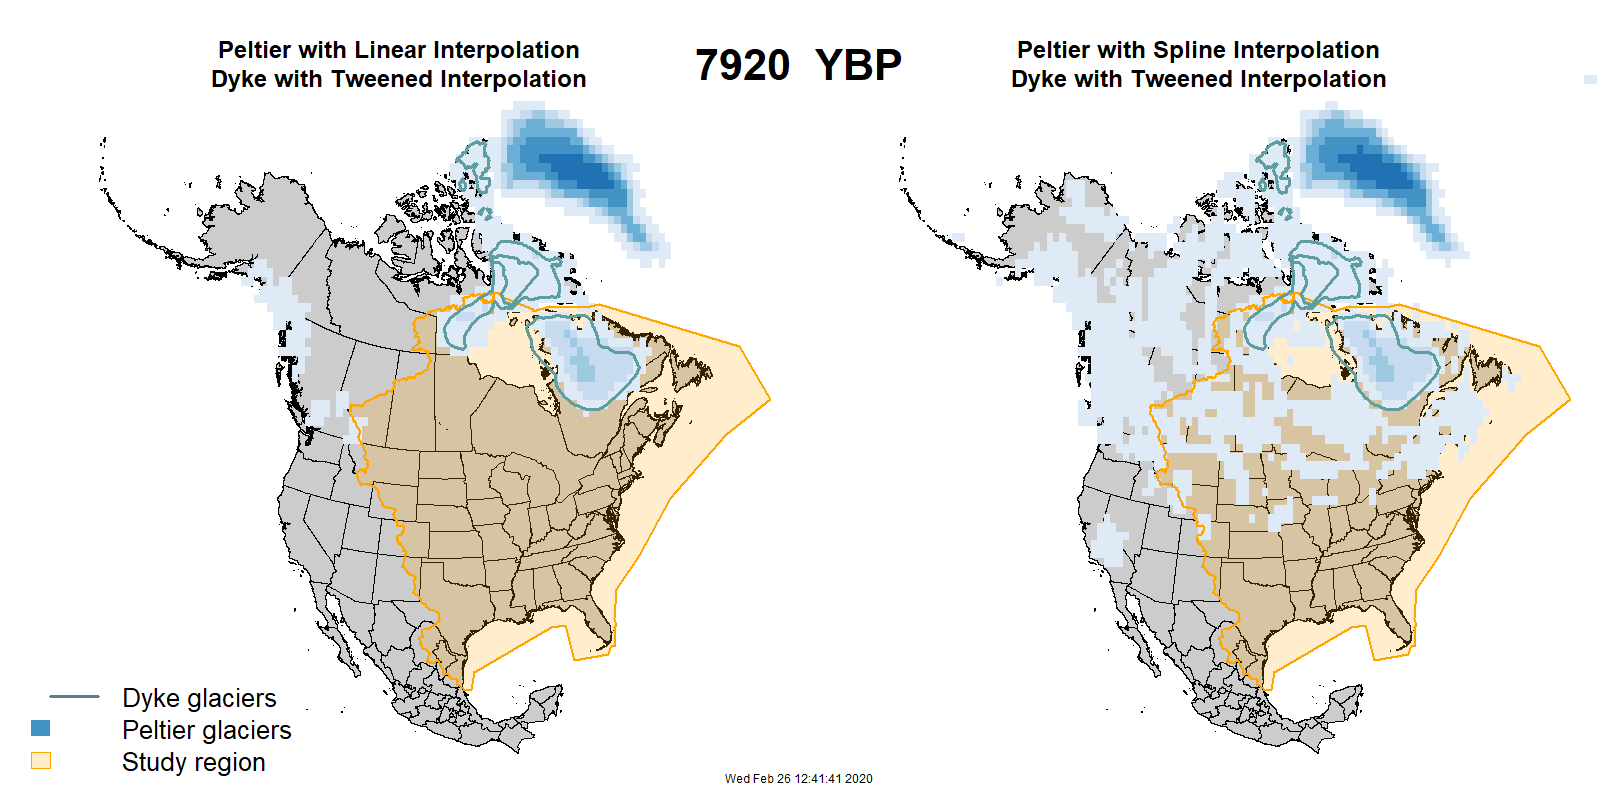 Peltier with Linear Interpolation
Dyke with Tweened Interpolation
7920 YBP
Peltier with Spline Interpolation
Dyke with Tweened Interpolation
Dyke glaciers
Peltier glaciers
Study region
Wed Feb 26 12:41:41 2020